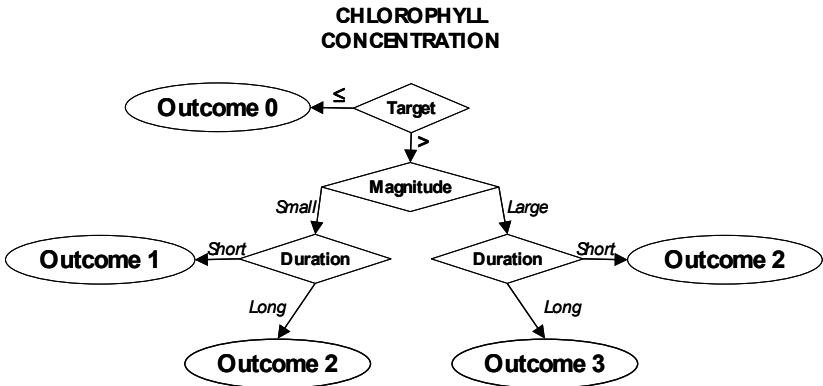 CHLOROPHYLL
CONCENTRATION
Outcome 0
≤
Target
>
Magnitude
Small
Large
Outcome 1
Short
Duration
Duration
Short
Outcome 2
Long
Long
Outcome 2
Outcome 3